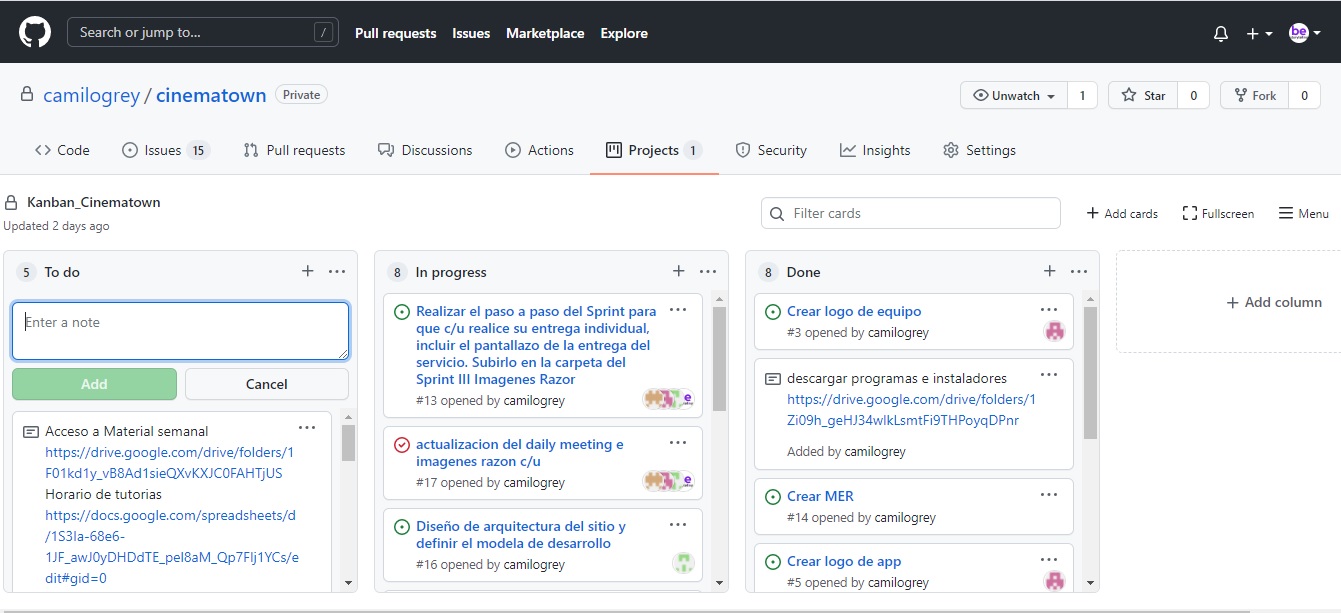 Search or jump to... /
Pull requests Issues Marketplace Explore
camilogrey / cinematown Private
Unwatch 1 Star 0 Fork 0
Code Issues 15 Pull requests Discussions Actions Projects 1 Security Insights Settings
Kanban_Cinematown
Updated 2 days ago
Filter cards
Add cards Fullscreen Menu
5 To do
Enter a note
Add Cancel
Acceso a Material semanal
https://drive.google.com/drive/folders/1
F01kd1y_vB8Ad1sieQXvKXJC0FAHTjUS
Horario de tutorias
https://docs.google.com/spreadsheets/d
/1S3Ia-68e6-
1JF_awJ0yDHDdTE_peI8aM_Qp7FIj1YCs/e
dit#gid=0
8 In progress
Realizar el paso a paso del Sprint para
que c/u realice su entrega individual,
incluir el pantallazo de la entrega del
servicio. Subirlo en la carpeta del
Sprint III Imagenes Razor
#13 opened by camilogrey
actualizacion del daily meeting e
imagenes razon c/u
#17 opened by camilogrey
Diseño de arquitectura del sitio y
definir el modela de desarrollo
#16 opened by camilogrey
8 Done
Crear logo de equipo
#3 opened by camilogrey
descargar programas e instaladores
https://drive.google.com/drive/folders/1
Zi09h_geHJ34wlkLsmtFi9THPoyqDPnr
Added by camilogrey
Crear MER
#14 opened by camilogrey
Crear logo de app
#5 opened by camilogrey
Add column